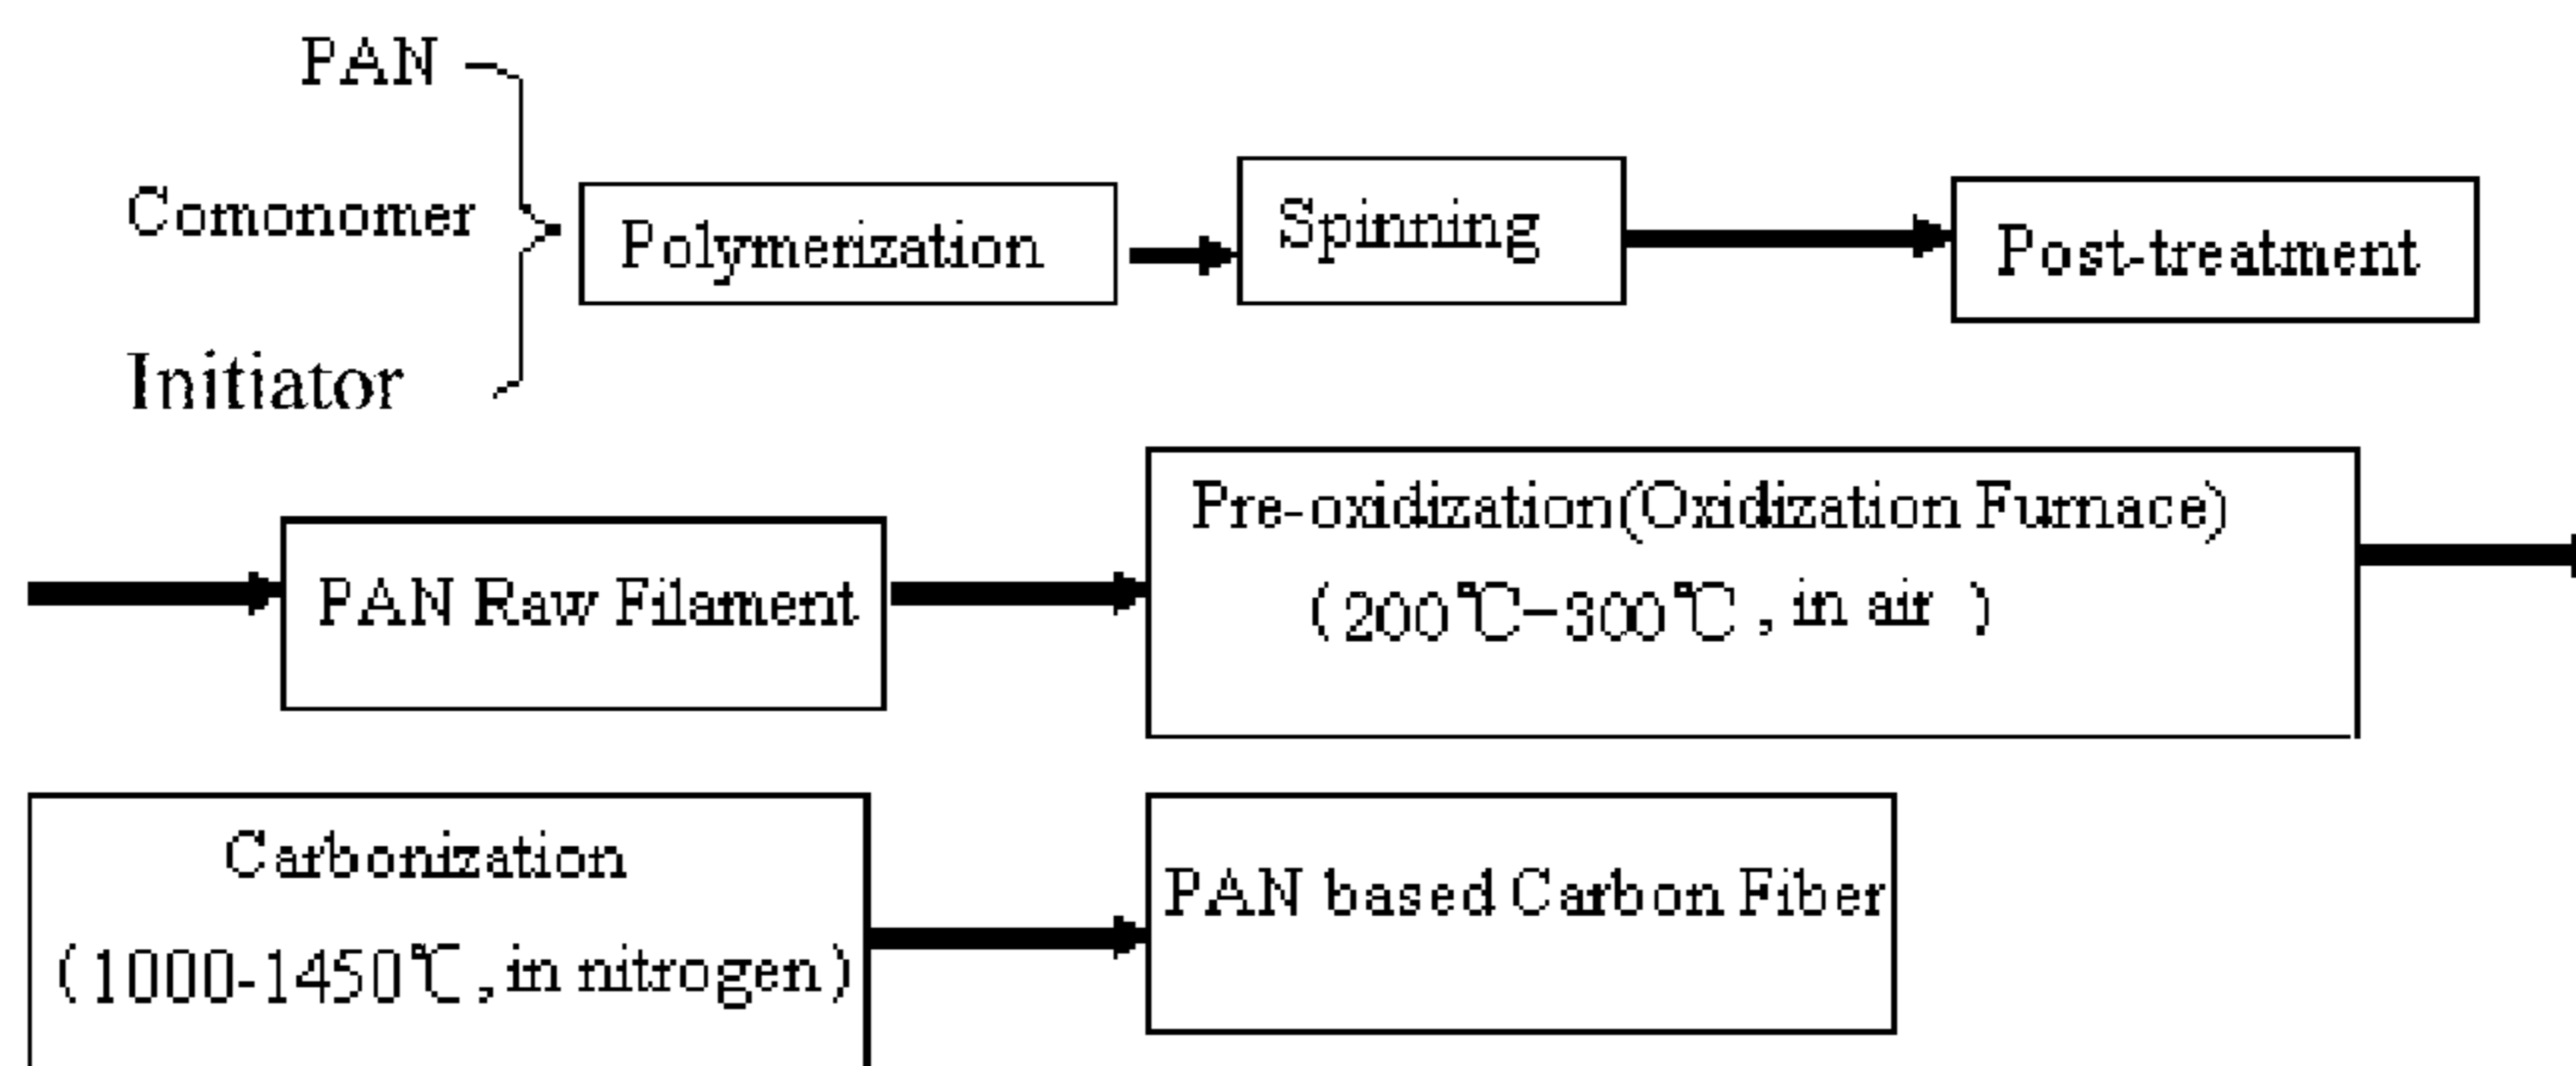 PAN
Comonomer
Initiator
Polymerization
Spinning
Post-treatment
PAN Raw Filament
Pre-oxidization(Oxidization Furnace)
(200℃-300℃, in air )
Carbonization
(1000-1450℃,in nitrogen)
PAN based Carbon Fiber